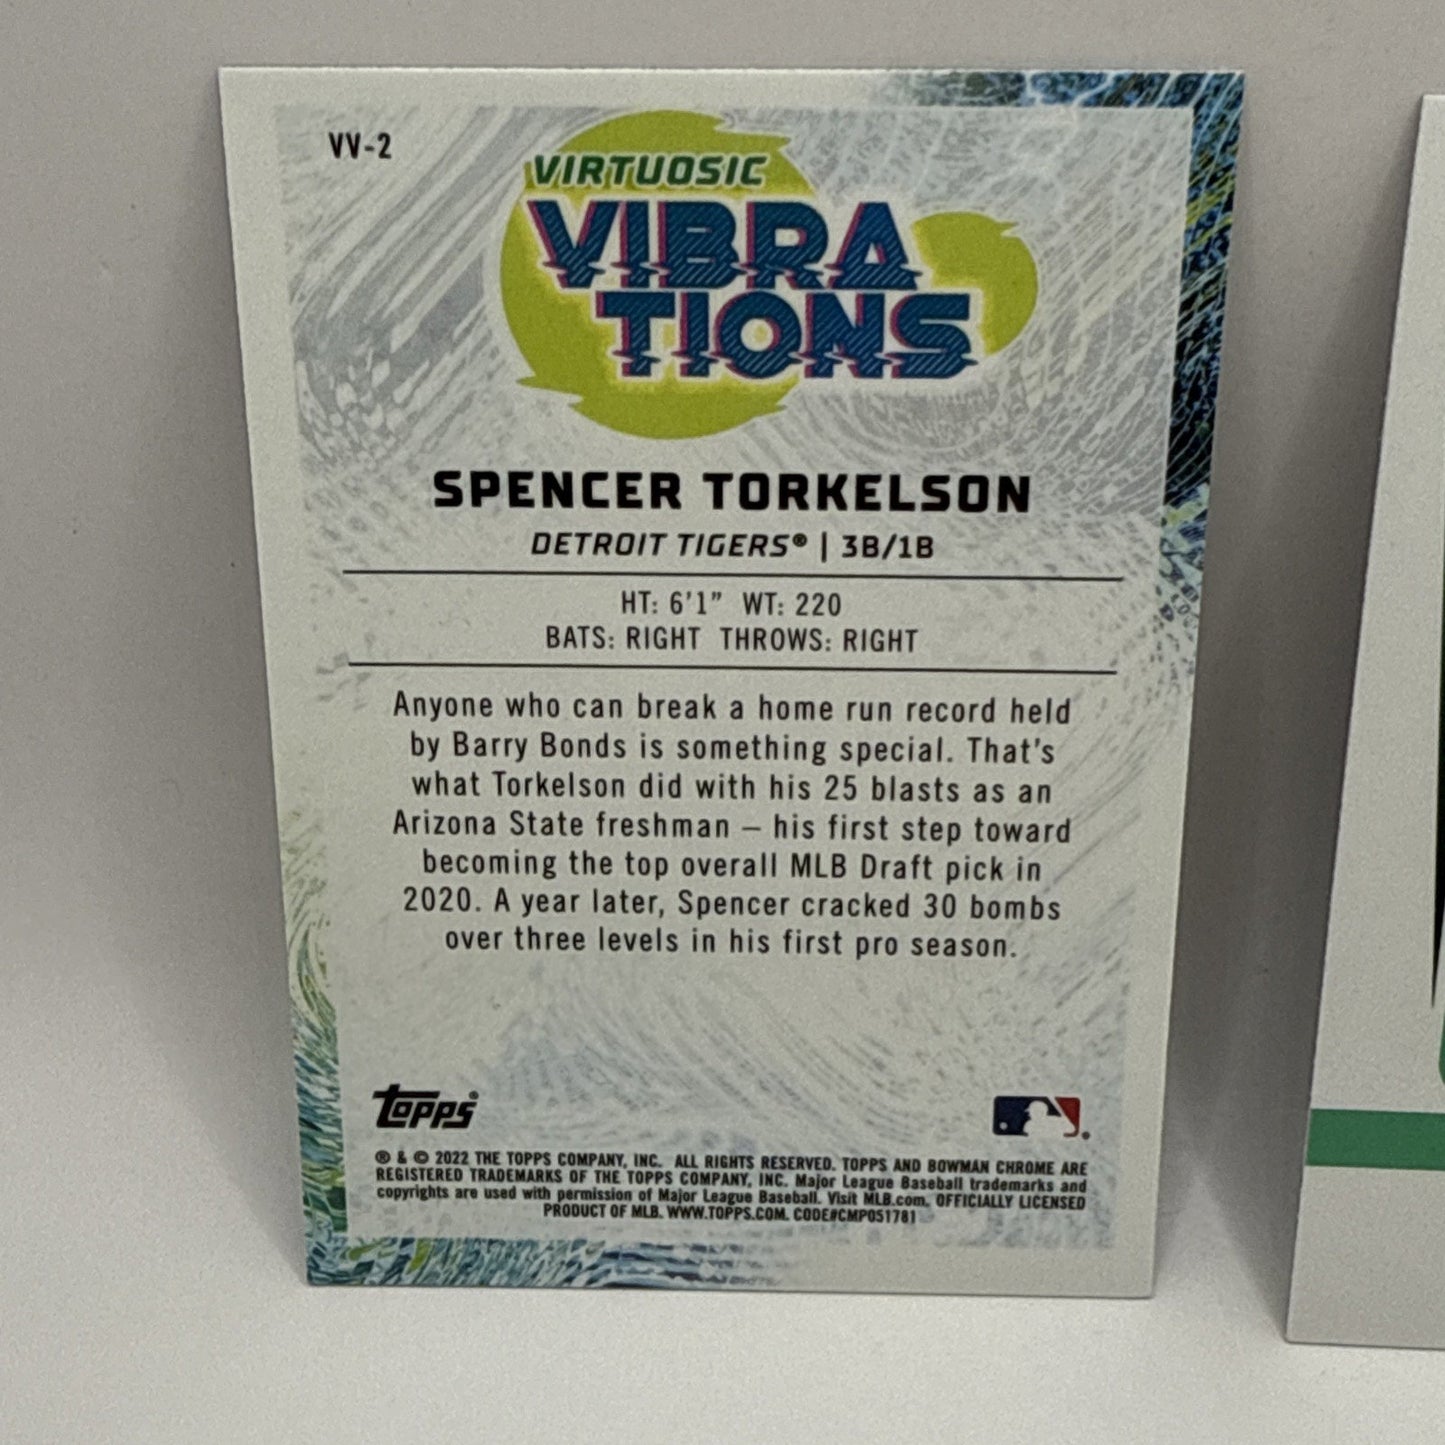 VV-2
VIRTUOSIC
VIBRA
TIONS
SPENCER TORKELSON
DETROIT TIGERS® | 3B/1B
HT: 6'1" WT: 220
BATS: RIGHT THROWS: RIGHT
Anyone who can break a home run record held
by Barry Bonds is something special. That's
what Torkelson did with his 25 blasts as an
Arizona State freshman – his first step toward
becoming the top overall MLB Draft pick in
2020. A year later, Spencer cracked 30 bombs
over three levels in his first pro season.
topps®
® & © 2022 THE TOPPS COMPANY, INC. ALL RIGHTS RESERVED. TOPPS AND BOWMAN CHROME ARE
REGISTERED TRADEMARKS OF THE TOPPS COMPANY, INC. Major League Baseball trademarks and
copyrights are used with permission of Major League Baseball. Visit MLB.com. OFFICIALLY LICENSED
PRODUCT OF MLB. WWW.TOPPS.COM. CODE#CMP051781